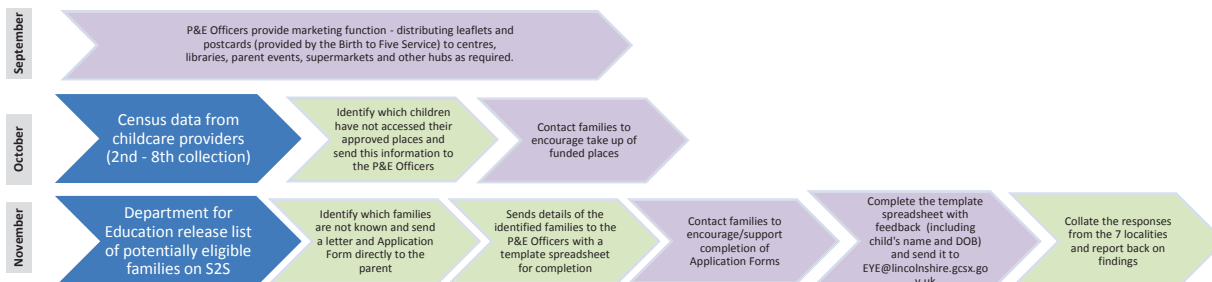 September
P&E Officers provide marketing function - distributing leaflets and
postcards (provided by the Birth to Five Service) to centres,
libraries, parent events, supermarkets and other hubs as required.
October
Census data from
childcare providers
(2nd - 8th collection)
Identify which children
have not accessed their
approved places and
send this information to
the P&E Officers
Contact families to
encourage take up of
funded places
November
Department for
Education release list
of potentially eligible
families on S2S
Identify which families
are not known and send
a letter and Application
Form directly to the
parent
Sends details of the
identified families to the
P&E Officers with a
template spreadsheet
for completion
Contact families to
encourage/support
completion of
Application Forms
Complete the template
spreadsheet with
feedback (including
child's name and DOB)
and send it to
EYE@lincolnshire.gcsx.go
v.uk
Collate the responses
from the 7 localities
and report back on
findings